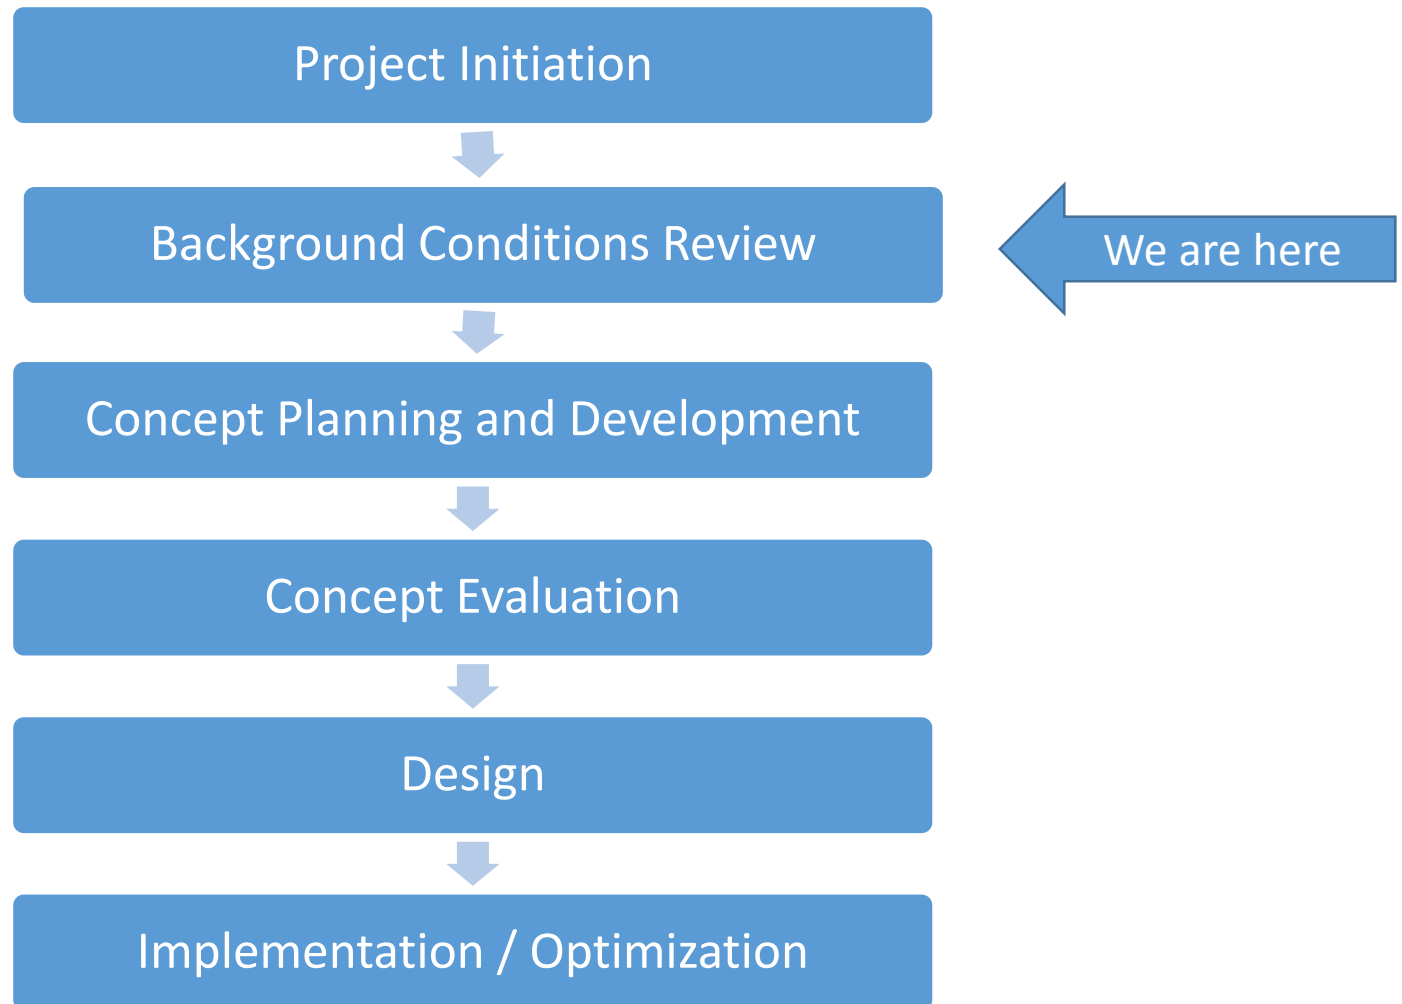 Project Initiation
Background Conditions Review
We are here
Concept Planning and Development
Concept Evaluation
Design
Implementation / Optimization